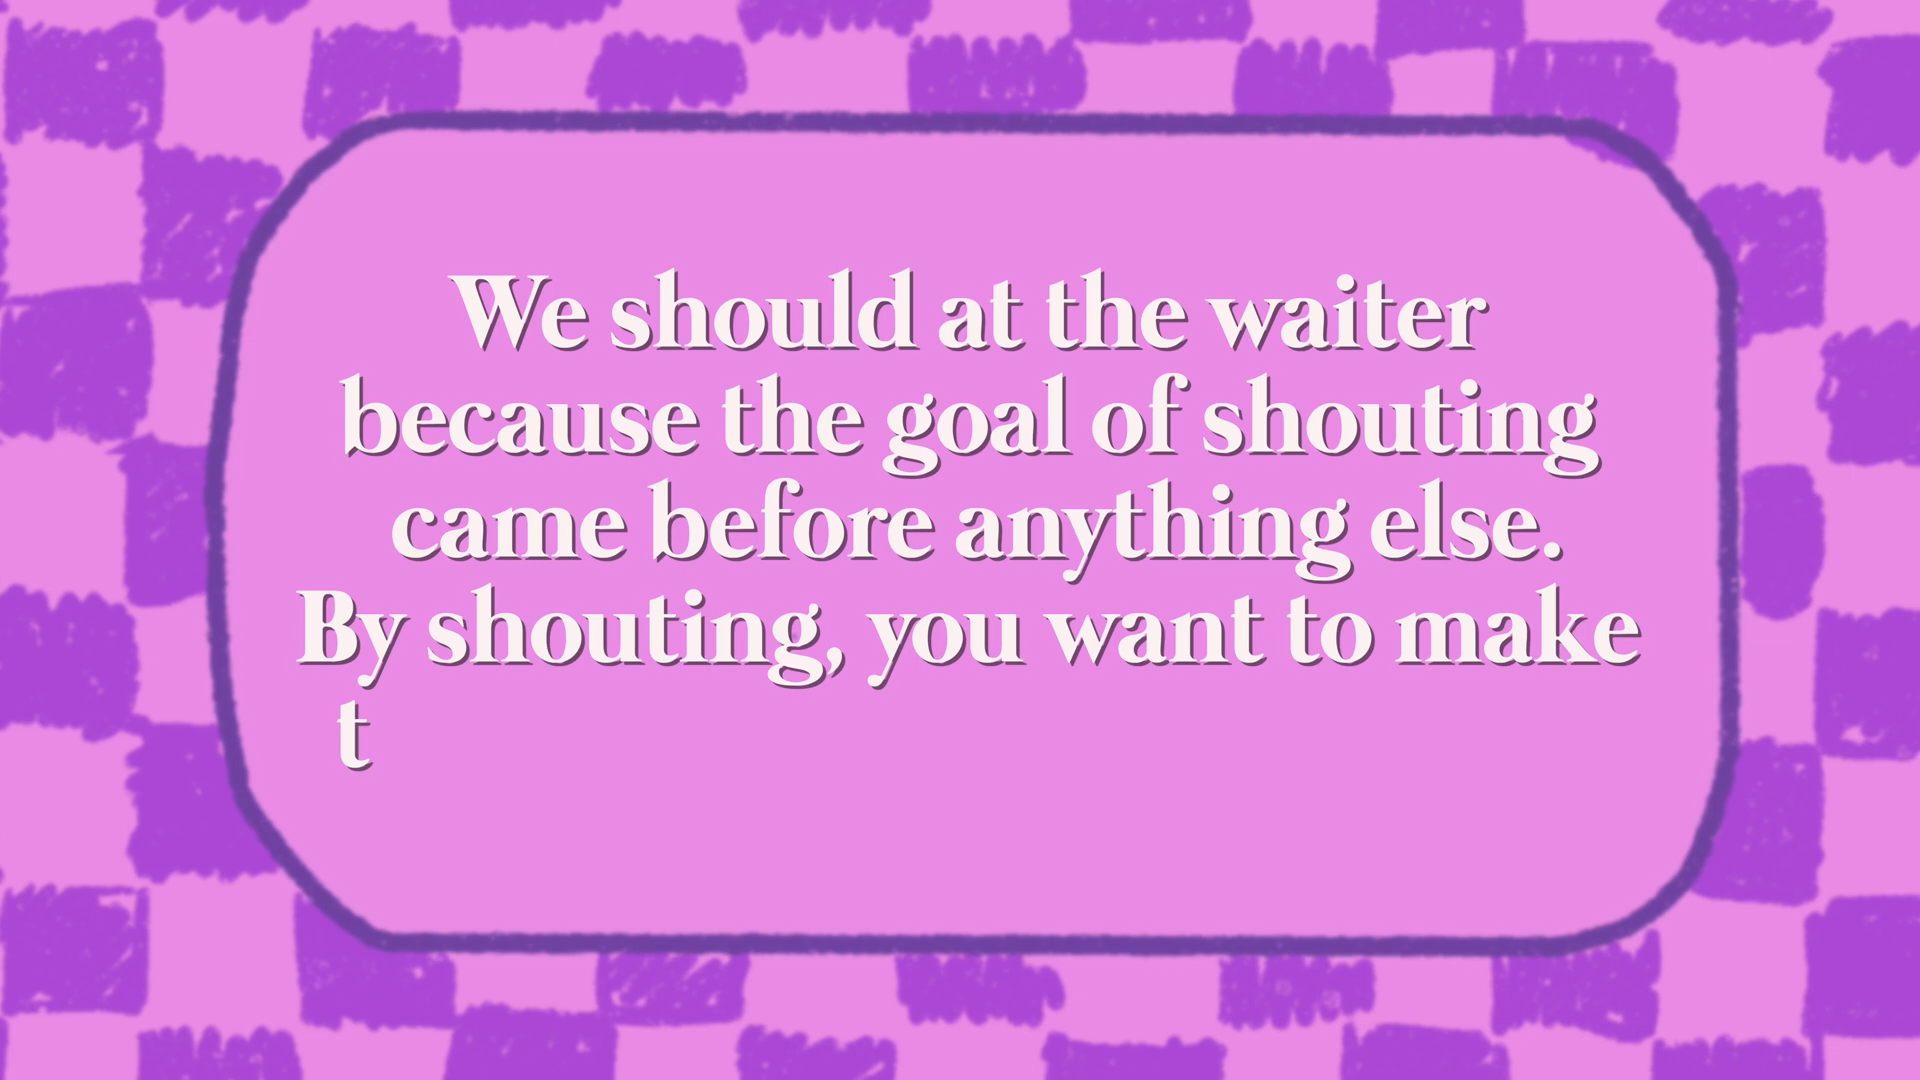 We should at the waiter
because the goal of shouting
came before anything else.
By shouting, you want to make
t